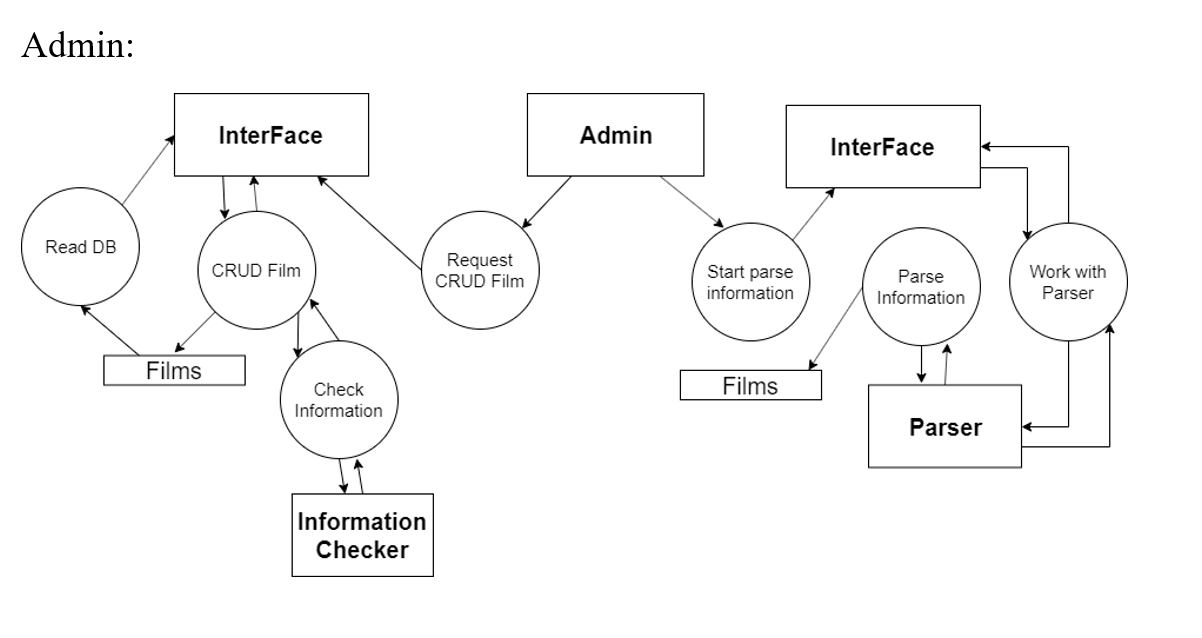 Admin:
InterFace
Admin
InterFace
Read DB
CRUD Film
Request
CRUD Film
Start parse
information
Parse
Information
Work with
Parser
Films
Films
Check
Information
Parser
Information
Checker